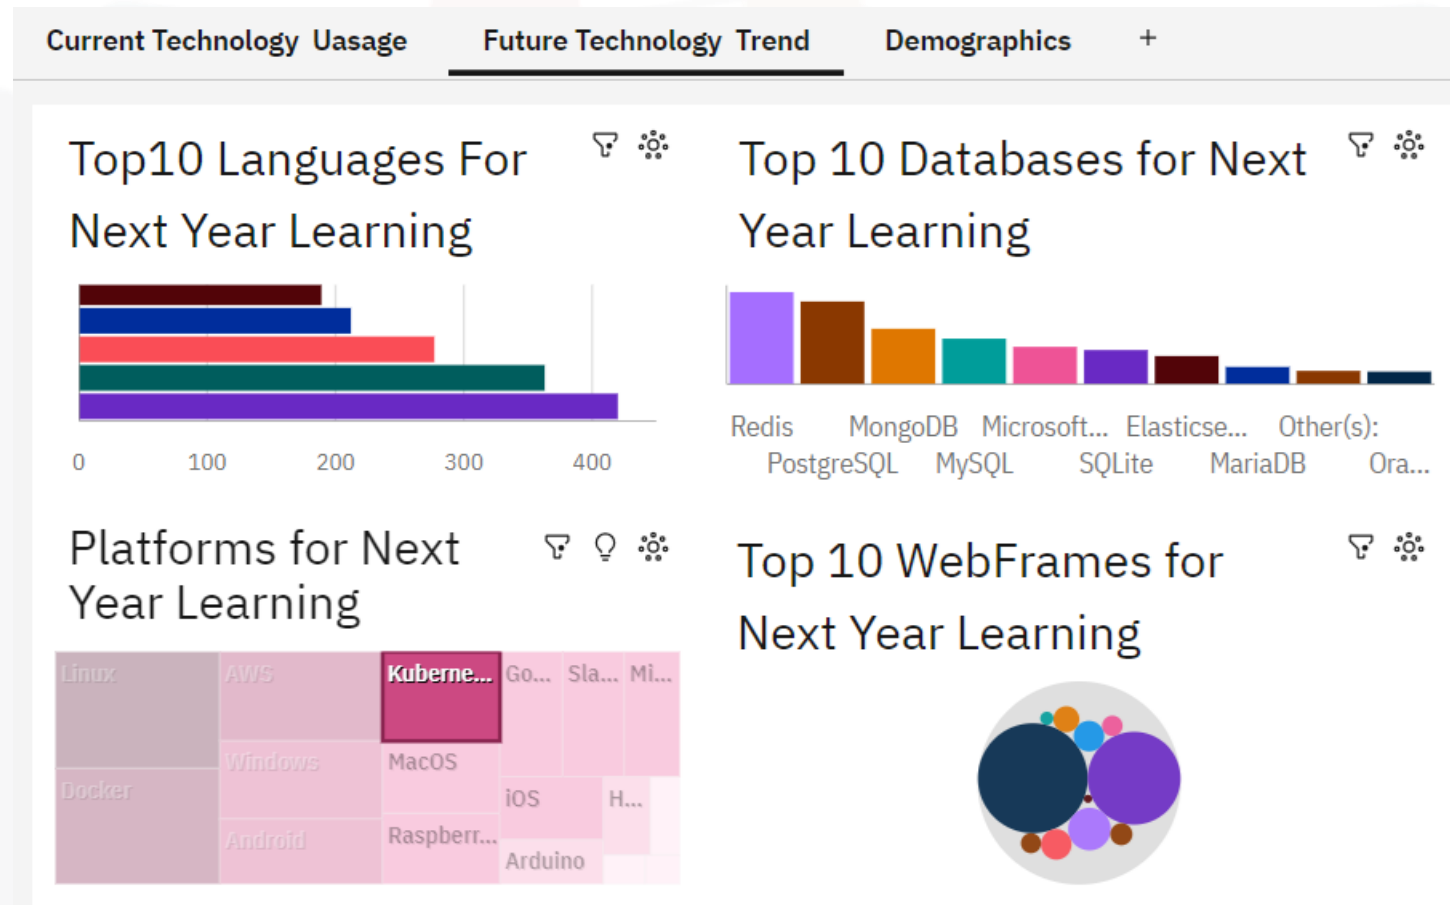 Current Technology Uasage
Future Technology Trend
Demographics
+
Top10 Languages For
Next Year Learning
0
100
200
300
400
Top 10 Databases for Next
Year Learning
Redis
MongoDB
Microsoft...
Elasticse...
Other(s):
PostgreSQL
MySQL
SQLite
MariaDB
Ora...
Platforms for Next
Year Learning
Linux
AWS
Kuberne...
Go...
Sla...
Mi...
Windows
MacOS
Docker
iOS
H...
Android
Raspberr...
Arduino
Top 10 WebFrames for
Next Year Learning